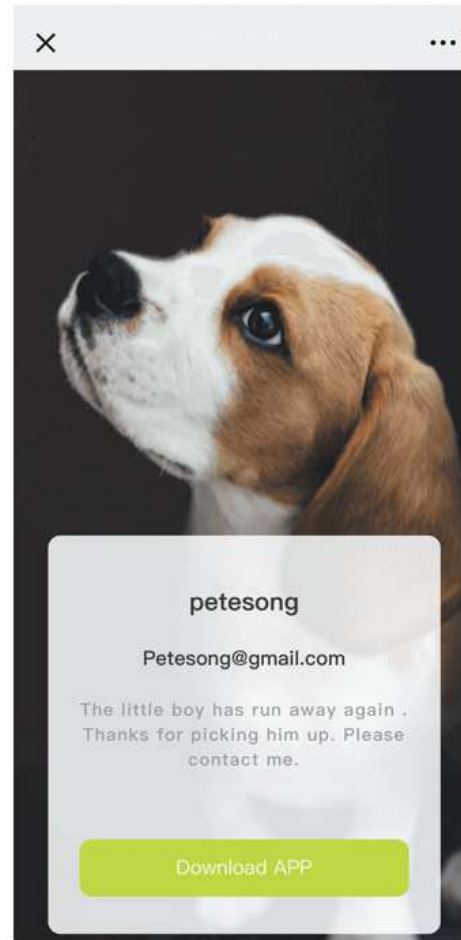 petesong
Petesong@gmail.com
The little boy has run away again .
Thanks for picking him up. Please
contact me.
Download APP